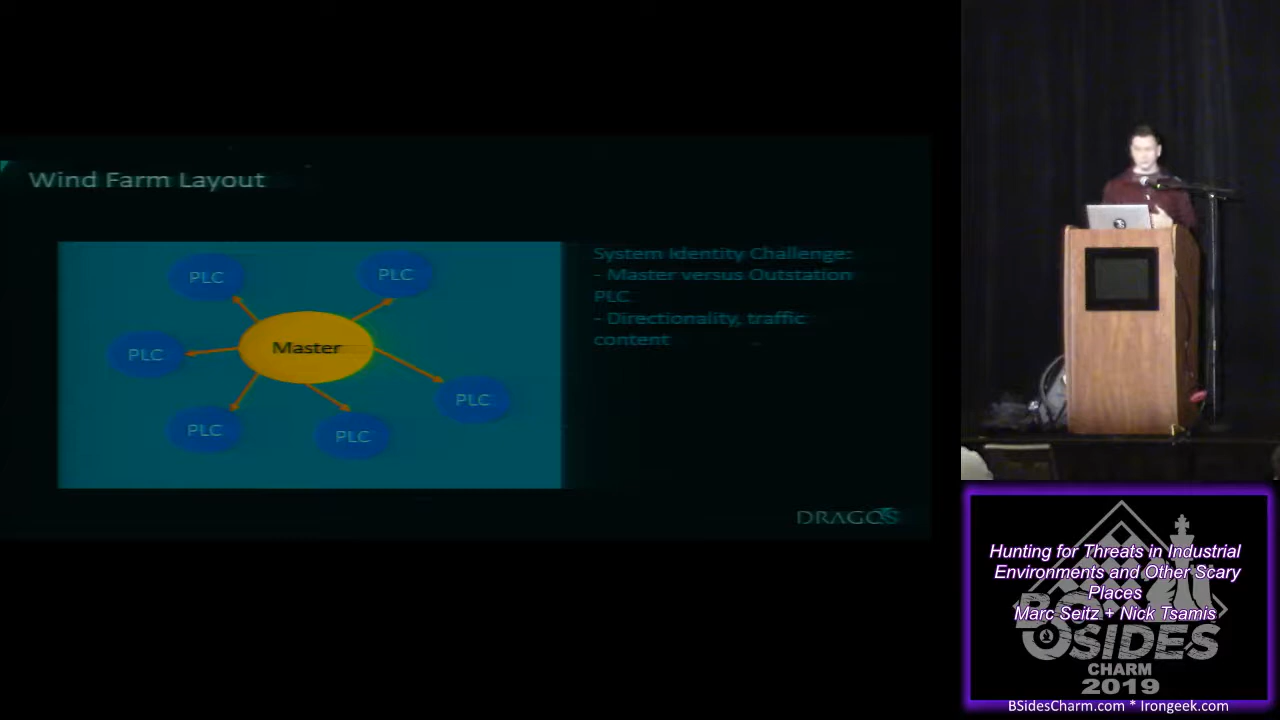 Wind Farm Layout
PLC
PLC
PLC
Master
PLC
PLC
PLC
System Identity Challenge:
- Master versus Outstation
PLC
- Directionality, traffic
content
DRAGOS
Hunting for Threats in Industrial
Environments and Other Scary
Places
Marc Seitz + Nick Tsamis
BSIDES
CHARM
2019
BSidesCharm.com * Irongeek.com